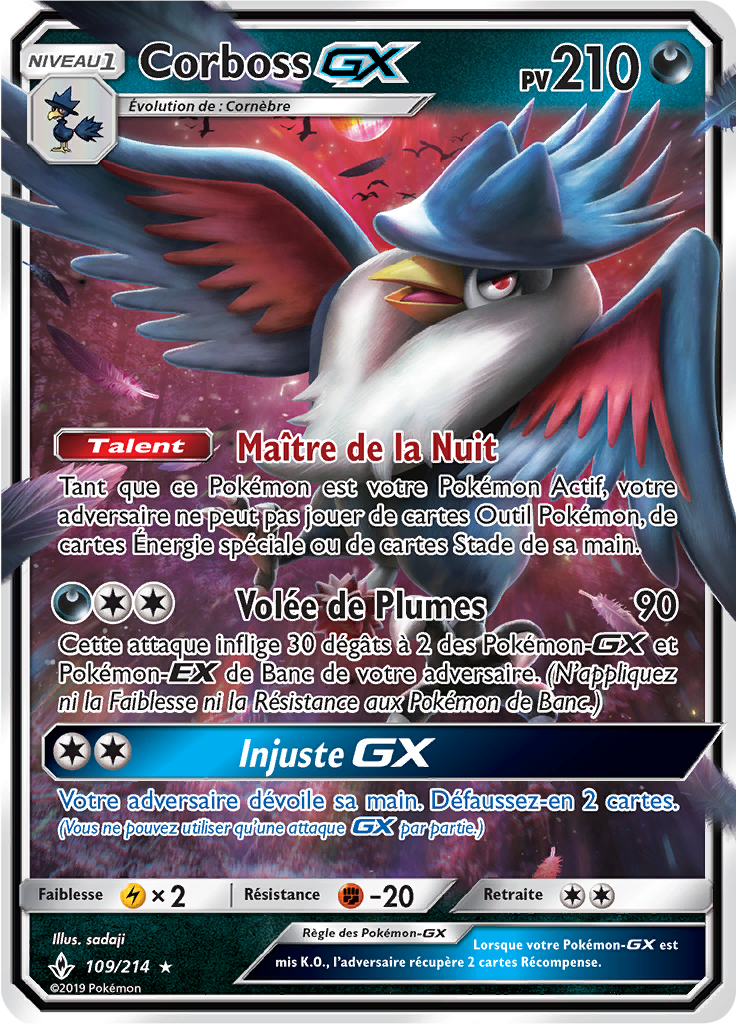 NIVEAU 1
Corboss GX
PV 210
Évolution de : Cornèbre
Talent Maître de la Nuit
Tant que ce Pokémon est votre Pokémon Actif, votre
adversaire ne peut pas jouer de cartes Outil Pokémon, de
cartes Énergie spéciale ou de cartes Stade de sa main.
Volée de Plumes 90
Cette attaque inflige 30 dégâts à 2 des Pokémon-GX et
Pokémon-EX de Banc de votre adversaire. (N'appliquez
ni la Faiblesse ni la Résistance aux Pokémon de Banc.)
Injuste GX
Votre adversaire dévoile sa main. Défaussez-en 2 cartes.
(Vous ne pouvez utiliser qu'une attaque GX par partie.)
Faiblesse × 2 Résistance –20 Retraite
Illus. sadaji
109/214 ★
©2019 Pokémon
Règle des Pokémon-GX
Lorsque votre Pokémon-GX est
mis K.O., l'adversaire récupère 2 cartes Récompense.